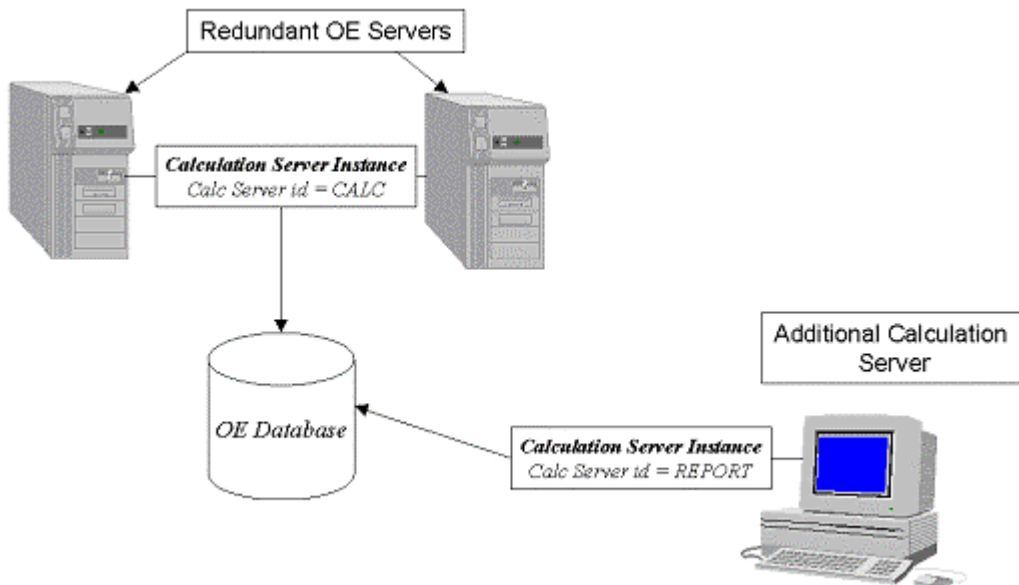 Redundant OE Servers
Calculation Server Instance
Calc Server id = CALC
Additional Calculation
Server
OE Database
Calculation Server Instance
Calc Server id = REPORT